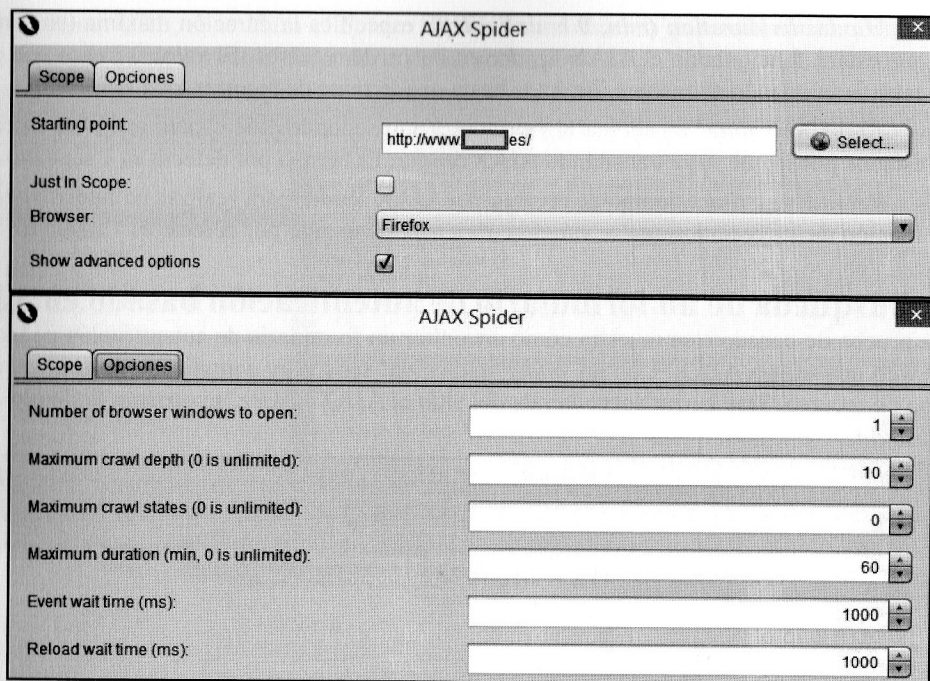 AJAX Spider
Scope Opciones
Starting point: http://www. es/ Select...
Just In Scope:
Browser: Firefox
Show advanced options
AJAX Spider
Scope Opciones
Number of browser windows to open: 1
Maximum crawl depth (0 is unlimited): 10
Maximum crawl states (0 is unlimited): 0
Maximum duration (min, 0 is unlimited): 60
Event wait time (ms): 1000
Reload wait time (ms): 1000